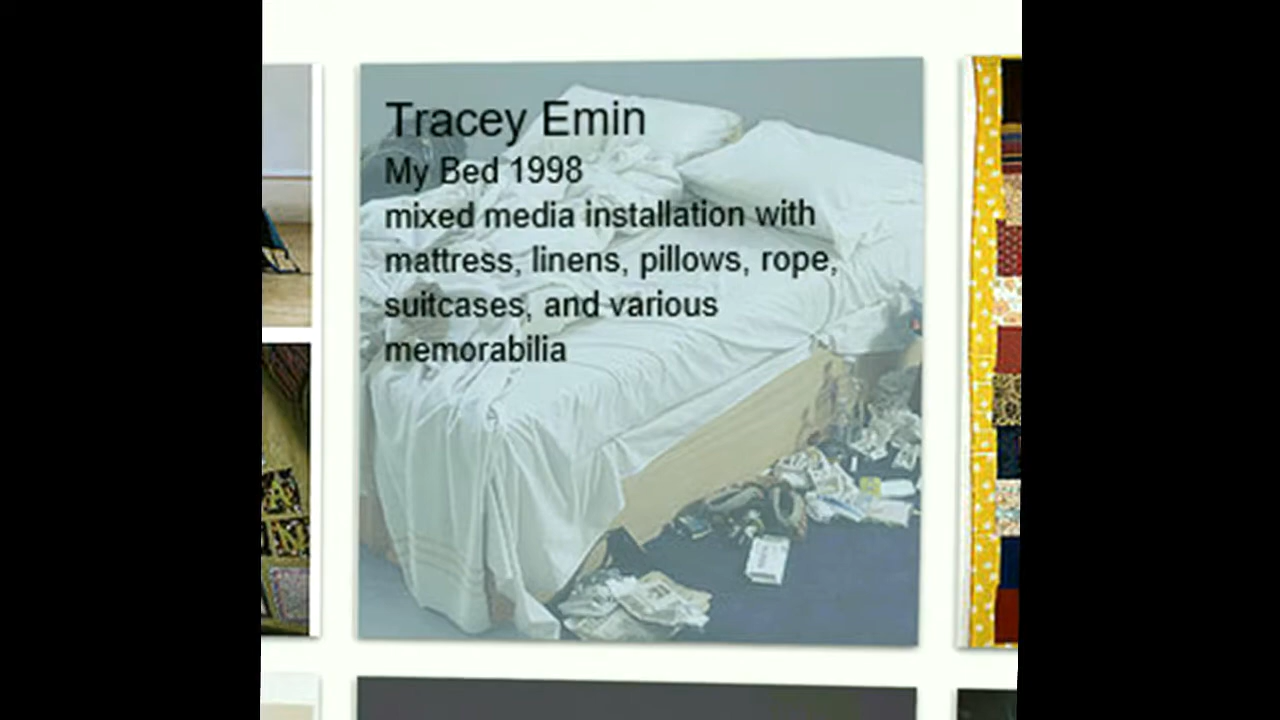 Tracey Emin
My Bed 1998
mixed media installation with
mattress, linens, pillows, rope,
suitcases, and various
memorabilia